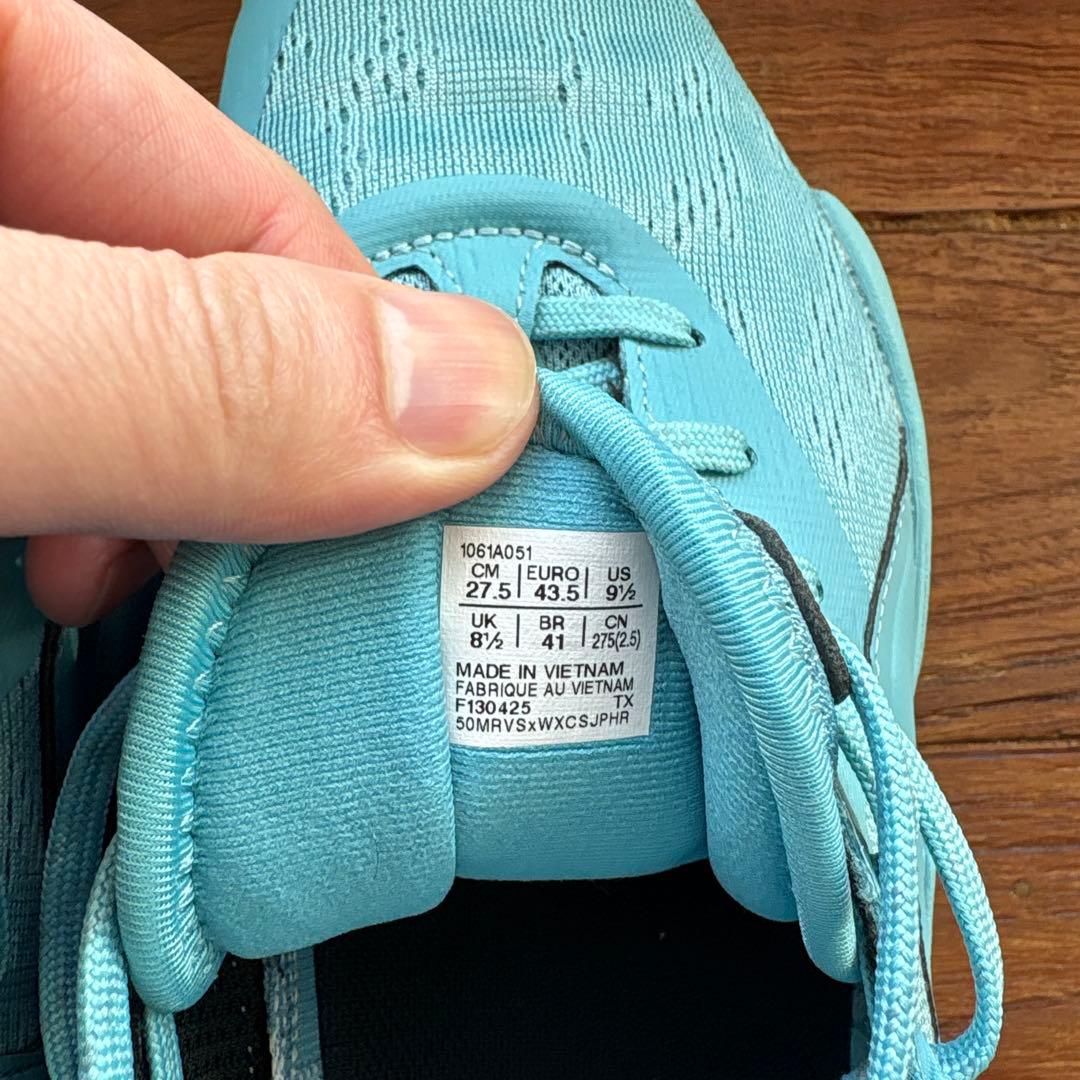 1061A051
CM EURO US
27.5 43.5 9½
UK BR CN
8½ 41 275(2.5)
MADE IN VIETNAM
FABRIQUE AU VIETNAM
F130425 TX
50MRVSxWXCSJPHR